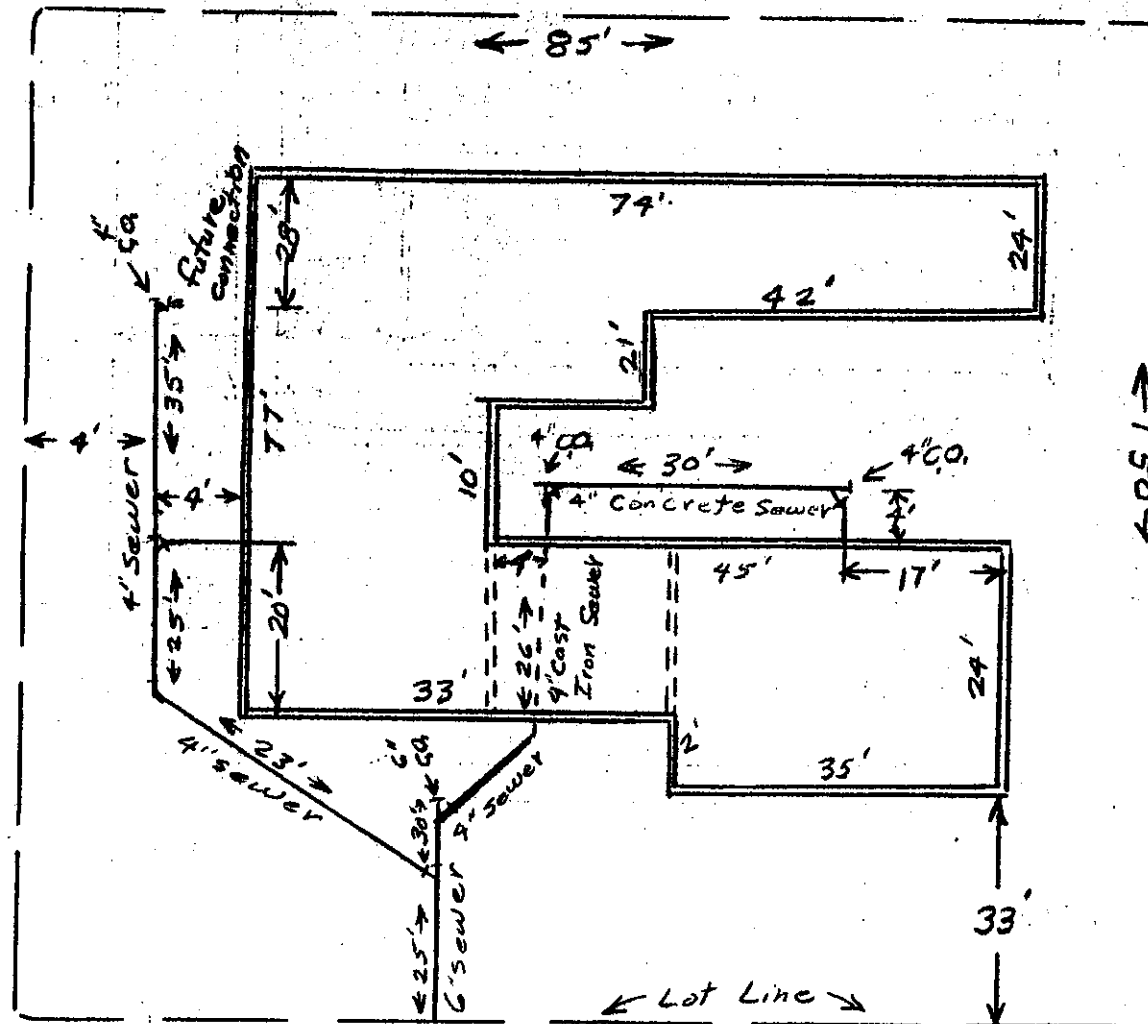 85'
74'
24'
28'
Future
Connection
4"
C.O.
42'
21'
35'
77'
4'
4'
4" Sewer
10'
4" C.O.
30'
4" C.O.
4" Concrete Sewer
4'
4'
45'
17'
25'
20'
26'
4" Cast
Iron Sewer
24'
33'
2'
35'
23'
4" sewer
6"
C.O.
4" Sewer
30'
25'
6" sewer
33'
Lot Line